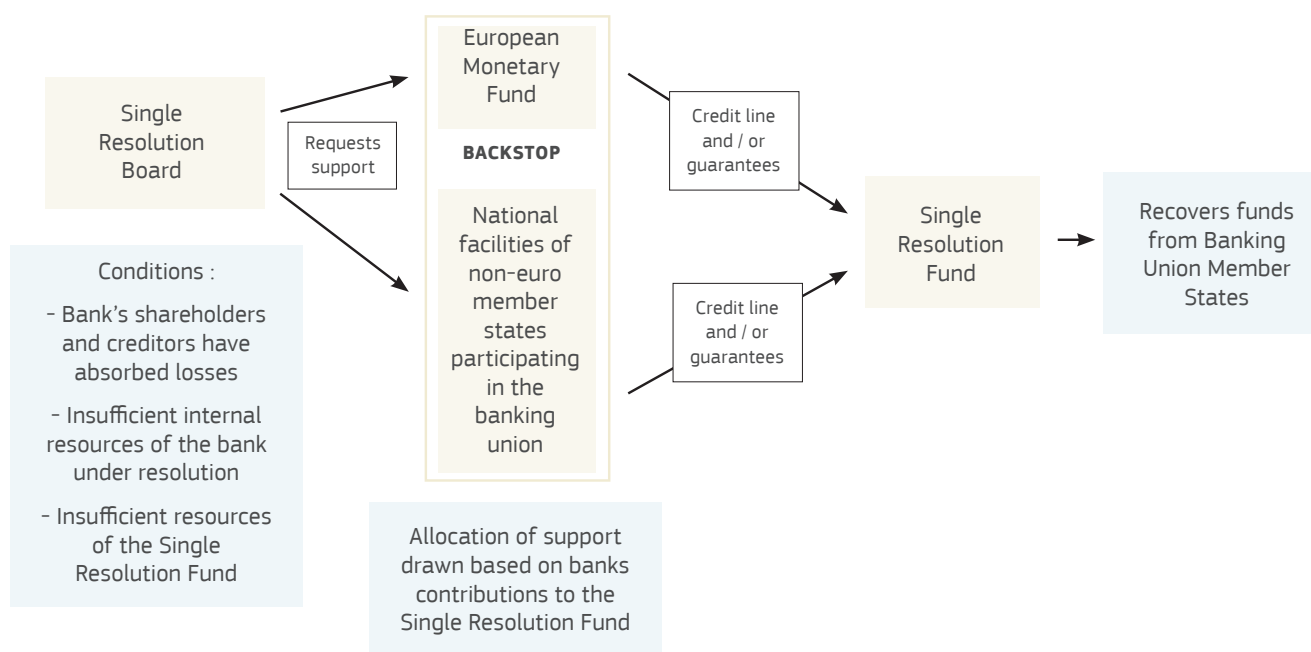 Single
Resolution
Board
Requests
support
European
Monetary
Fund
BACKSTOP
National
facilities of
non-euro
member
states
participating
in the
banking
union
Credit line
and / or
guarantees
Credit line
and / or
guarantees
Single
Resolution
Fund
Recovers funds
from Banking
Union Member
States
Conditions :
- Bank’s shareholders
and creditors have
absorbed losses
- Insufficient internal
resources of the bank
under resolution
- Insufficient resources
of the Single
Resolution Fund
Allocation of support
drawn based on banks
contributions to the
Single Resolution Fund